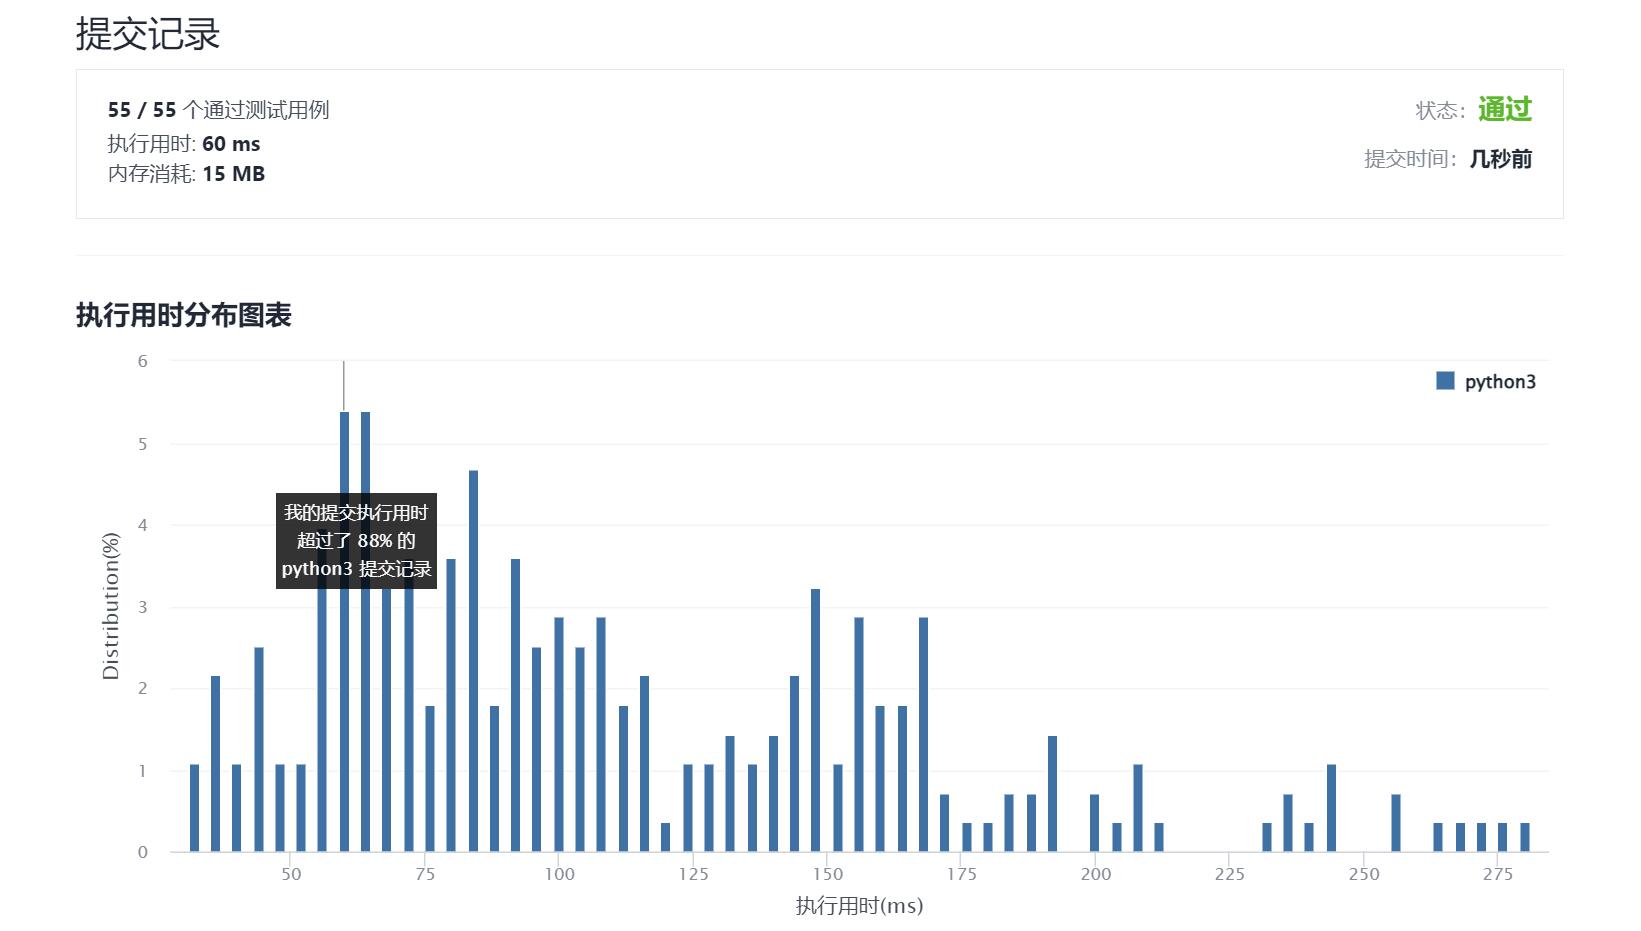 提交记录
55 / 55 个通过测试用例
状态：通过
执行用时: 60 ms
提交时间：几秒前
内存消耗: 15 MB
执行用时分布图表
6
5
4
3
2
1
0
Distribution(%)
python3
我的提交执行用时
超过了 88% 的
python3 提交记录
50 75 100 125 150 175 200 225 250 275
执行用时(ms)